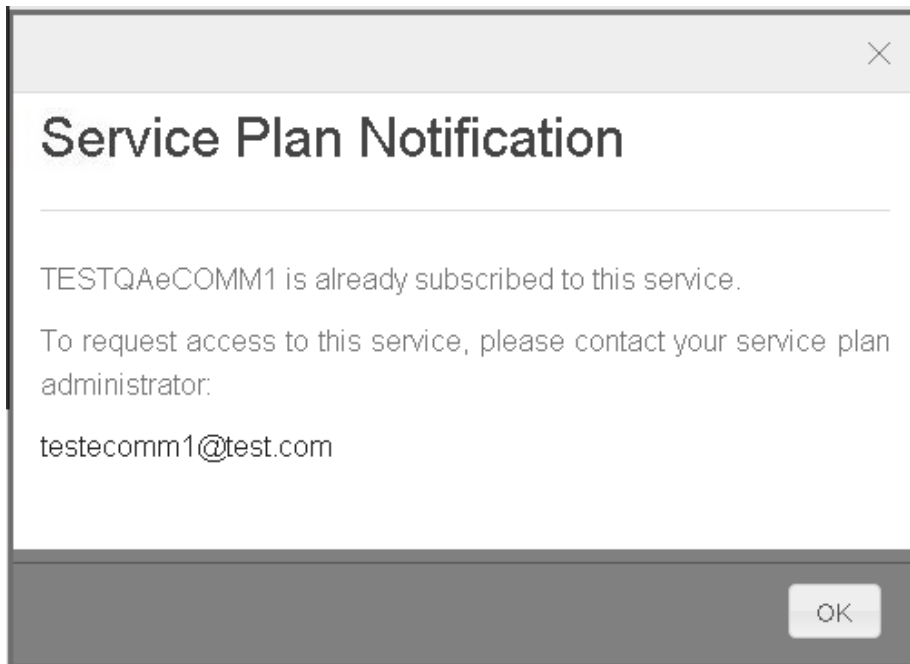 Service Plan Notification
TESTQAeCOMM1 is already subscribed to this service.
To request access to this service, please contact your service plan
administrator:
testecomm1@test.com
OK